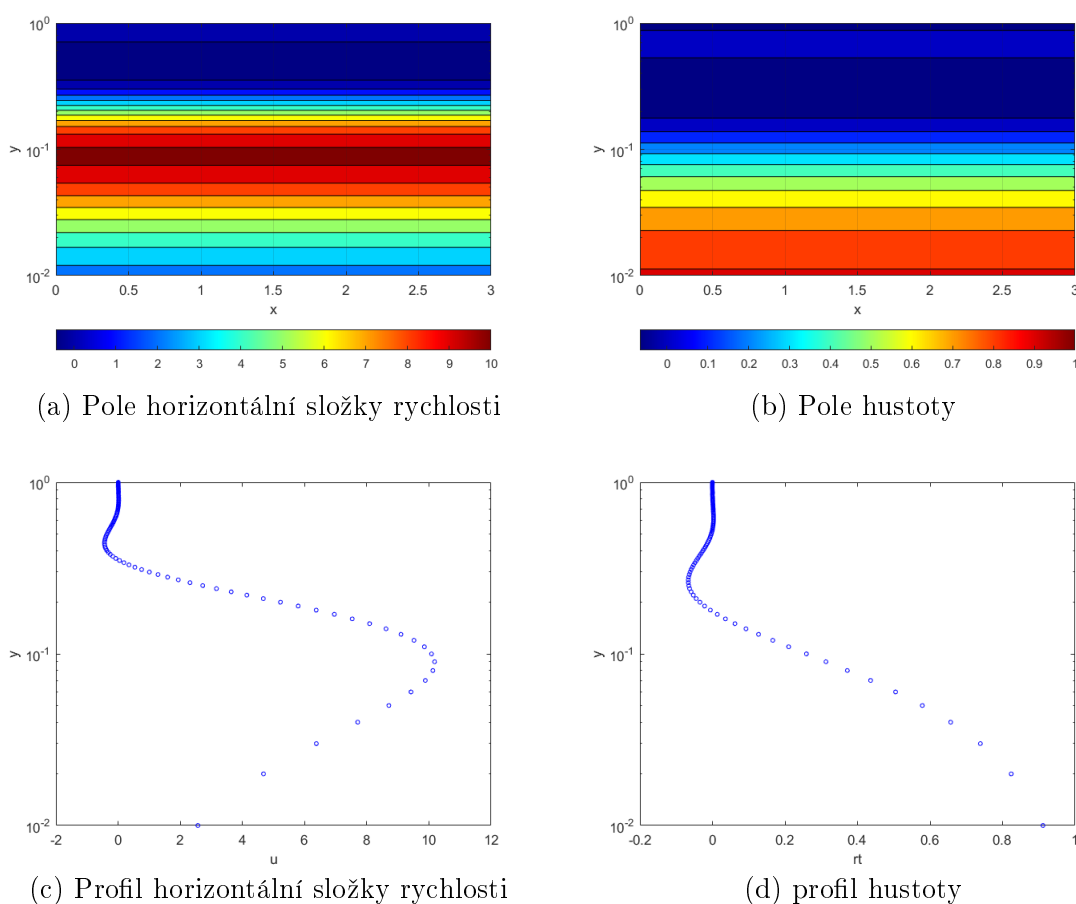 10^0
10^-1
10^-2
y
0 0.5 1 1.5 2 2.5 3
x
0 1 2 3 4 5 6 7 8 9 10
(a) Pole horizontální složky rychlosti
10^0
10^-1
10^-2
y
0 0.5 1 1.5 2 2.5 3
x
0 0.1 0.2 0.3 0.4 0.5 0.6 0.7 0.8 0.9 1
(b) Pole hustoty
10^0
10^-1
10^-2
y
-2 0 2 4 6 8 10 12
u
(c) Profil horizontální složky rychlosti
10^0
10^-1
10^-2
y
-0.2 0 0.2 0.4 0.6 0.8 1
rt
(d) profil hustoty